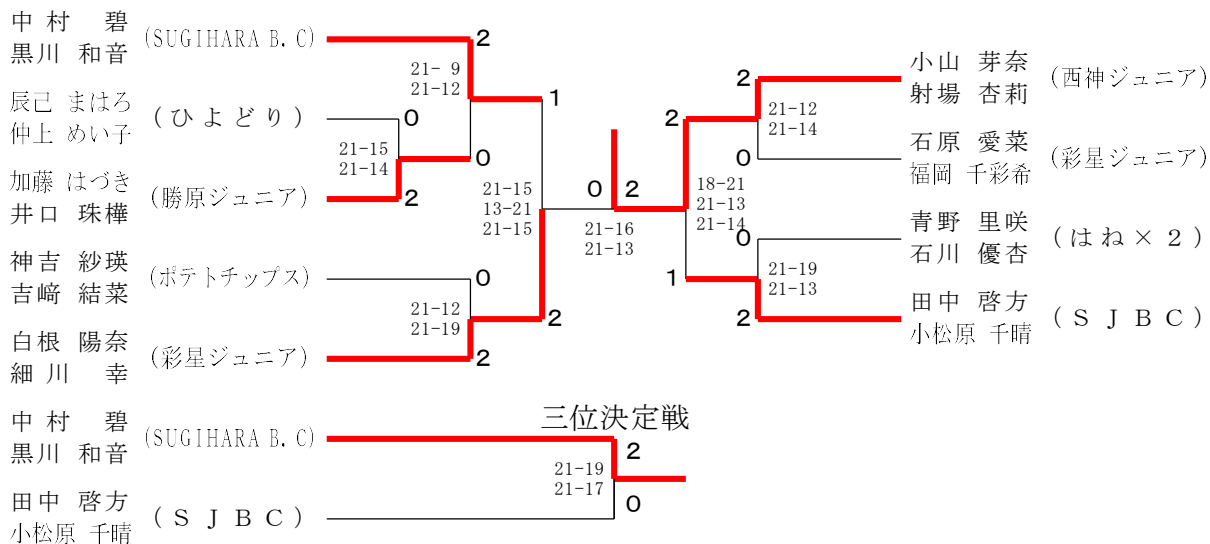 中村 碧
黒川 和音
(SUGIHARA B.C)
2
21- 9
21-12
1
辰己 まはろ
仲上 めい子
(ひよどり)
0
21-15
21-14
0
加藤 はづき
井口 珠樺
(勝原ジュニア)
2
21-15
13-21
21-15
神吉 紗瑛
吉﨑 結菜
(ポテトチップス)
0
21-12
21-19
2
白根 陽奈
細川 幸
(彩星ジュニア)
2
0
2
21-16
21-13
小山 芽奈
射場 杏莉
(西神ジュニア)
2
21-12
21-14
2
石原 愛菜
福岡 千彩希
(彩星ジュニア)
0
18-21
21-13
21-14
青野 里咲
石川 優杏
(はね×2)
0
21-19
21-13
1
田中 啓方
小松原 千晴
(SJBC)
2
三位決定戦
中村 碧
黒川 和音
(SUGIHARA B.C)
2
21-19
21-17
田中 啓方
小松原 千晴
(SJBC)
0